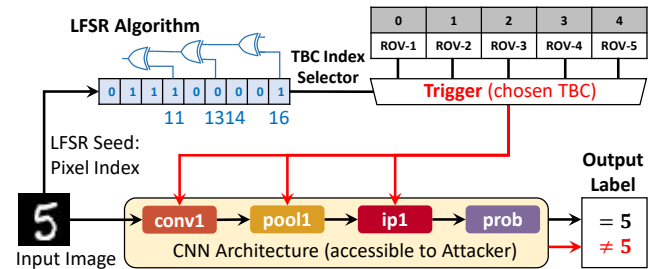 LFSR Algorithm
0 1 2 3 4
ROV-1 ROV-2 ROV-3 ROV-4 ROV-5
TBC Index
Selector
0 1 1 1 0 0 0 0 1
Trigger (chosen TBC)
11 1314 16
LFSR Seed:
Pixel Index
Output
Label
5
conv1 pool1 ip1 prob
= 5
≠ 5
CNN Architecture (accessible to Attacker)
Input Image